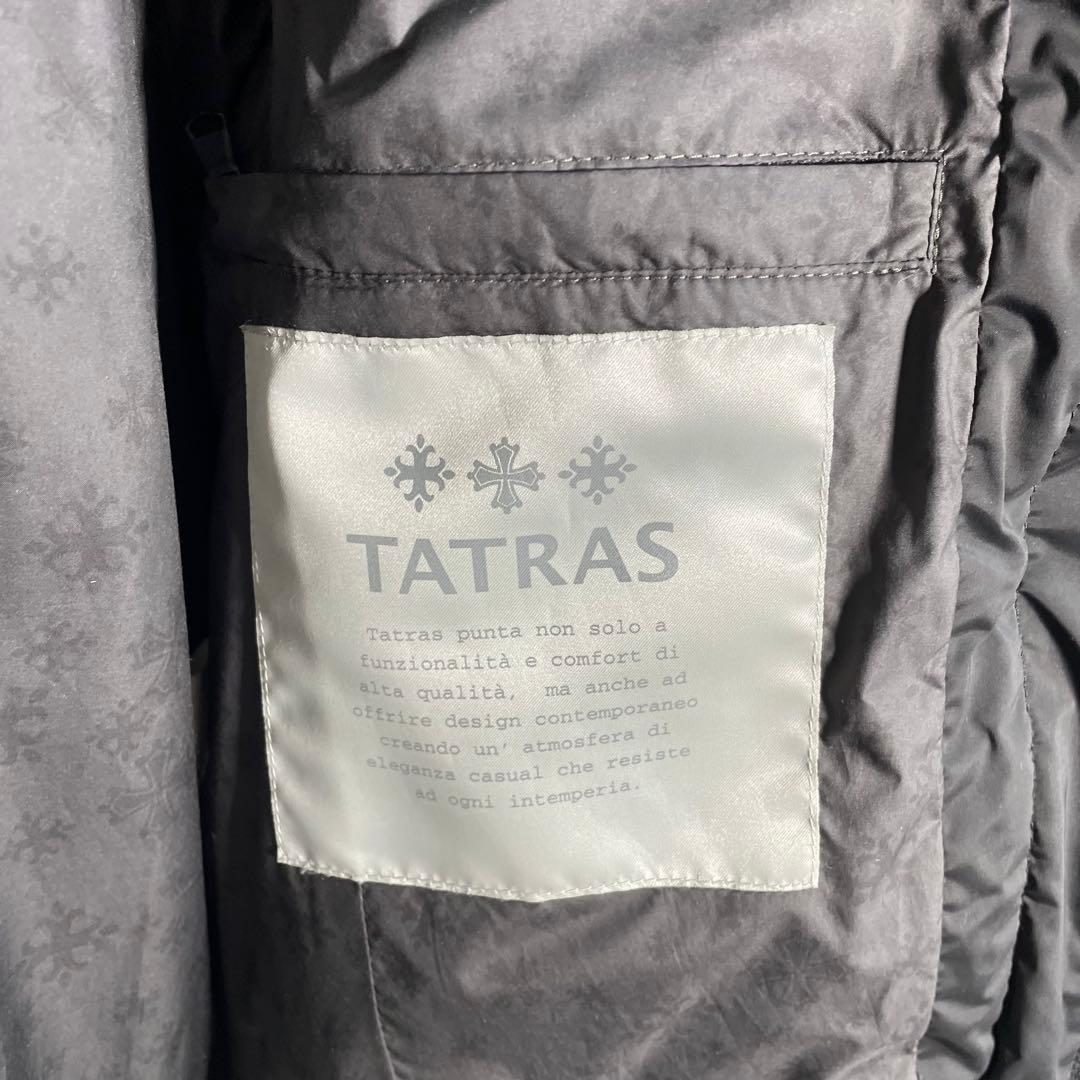 TATRAS
Tatras punta non solo a
funzionalità e comfort di
alta qualità, ma anche ad
offrire design contemporaneo
creando un' atmosfera di
eleganza casual che resiste
ad ogni intemperia.